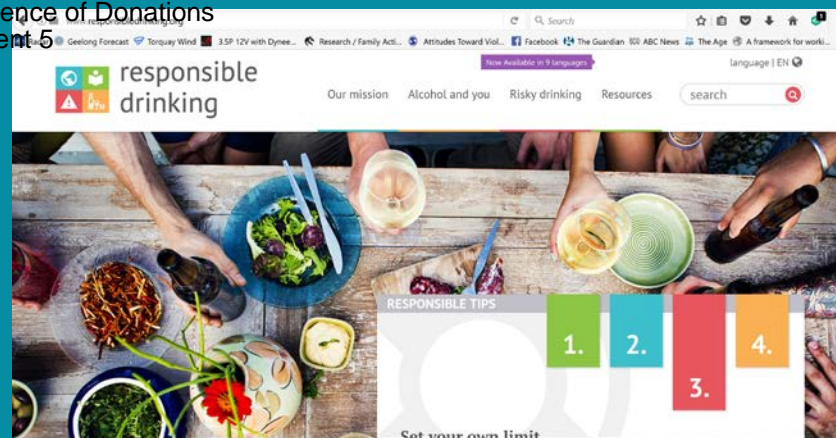 ence of Donations
ent 5
www.responsibledrinking.org
Search
Geelong Forecast Torquay Wind 3.5P 12V with Dynee... Research / Family Acti... Attitudes Toward Viol... Facebook The Guardian ABC News The Age A framework for worki...
Now Available in 9 languages
language | EN
responsible
drinking
Our mission Alcohol and you Risky drinking Resources search
RESPONSIBLE TIPS
1. 2. 3. 4.
Set your own limit